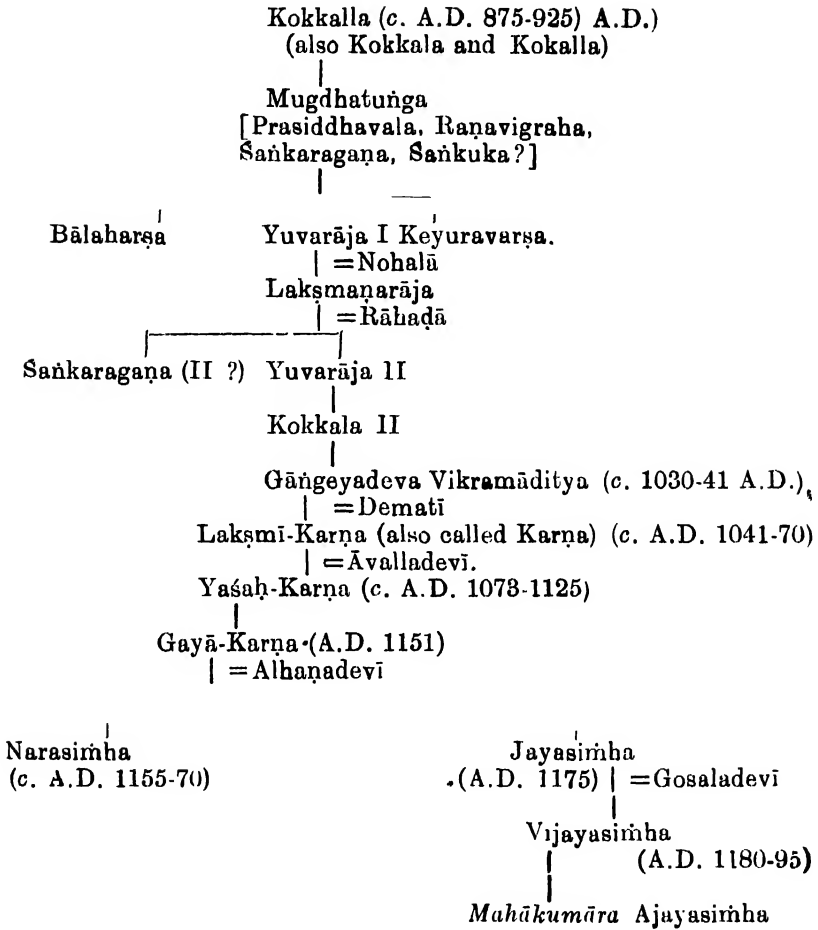 Kokkalla (c. A.D. 875-925) A.D.)
(also Kokkala and Kokalla)
Mugdhatuṅga
[Prasiddhavala, Raṇavigraha,
Śaṅkaragaṇa, Śaṅkuka?]
Bālaharṣa Yuvarāja I Keyuravarṣa.
=Nohalā
Lakṣmaṇarāja
=Rāhaḍā
Śaṅkaragaṇa (II ?) Yuvarāja II
Kokkala II
Gāṅgeyadeva Vikramāditya (c. 1030-41 A.D.)
=Dematī
Lakṣmī-Karṇa (also called Karṇa) (c. A.D. 1041-70)
=Āvalladevī.
Yaśaḥ-Karṇa (c. A.D. 1073-1125)
Gayā-Karṇa (A.D. 1151)
=Alhaṇadevī
Narasiṁha Jayasiṁha
(c. A.D. 1155-70) (A.D. 1175) =Gosaladevī
Vijayasiṁha
(A.D. 1180-95)
Mahākumāra Ajayasiṁha